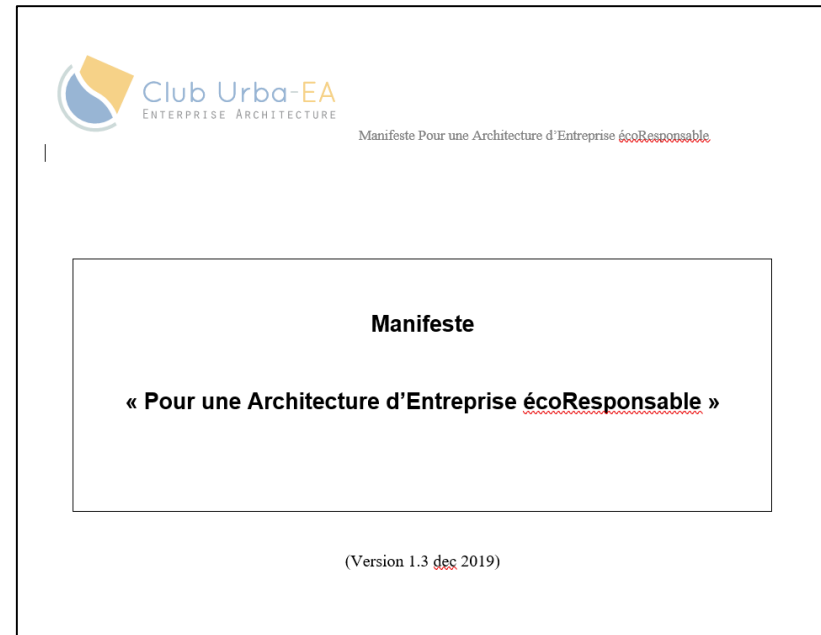 Club Urba-EA
ENTERPRISE ARCHITECTURE
Manifeste Pour une Architecture d’Entreprise écoResponsable
Manifeste
« Pour une Architecture d’Entreprise écoResponsable »
(Version 1.3 dec 2019)